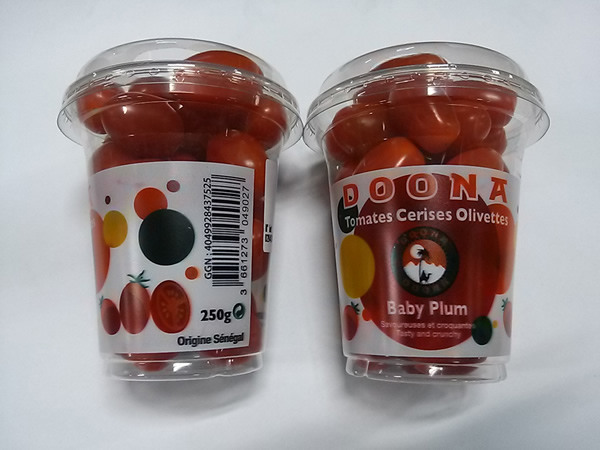 GGN: 4049928437525
3 661273 049027
250g
Origine Sénégal
DOONA
Tomates Cerises Olivettes
DOONA
Baby Plum
Savoureuses et croquantes
Tasty and crunchy